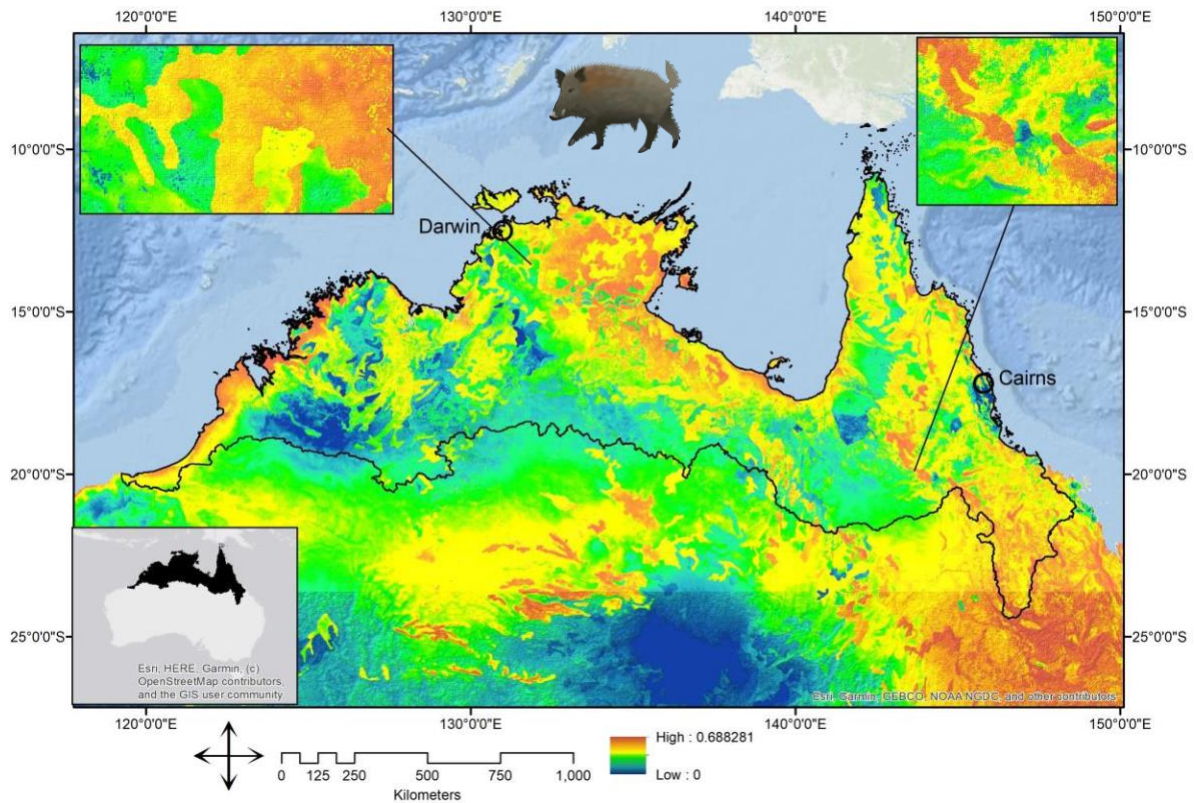 120°0'0"E
130°0'0"E
140°0'0"E
150°0'0"E
10°0'0"S
10°0'0"S
Darwin
15°0'0"S
15°0'0"S
Cairns
20°0'0"S
20°0'0"S
25°0'0"S
25°0'0"S
Esri, HERE, Garmin, (c)
OpenStreetMap contributors,
and the GIS user community
Esri, Garmin, GEBCO, NOAA NGDC, and other contributors
120°0'0"E
130°0'0"E
140°0'0"E
150°0'0"E
High : 0.688281
Low : 0
0 125 250 500 750 1,000
Kilometers